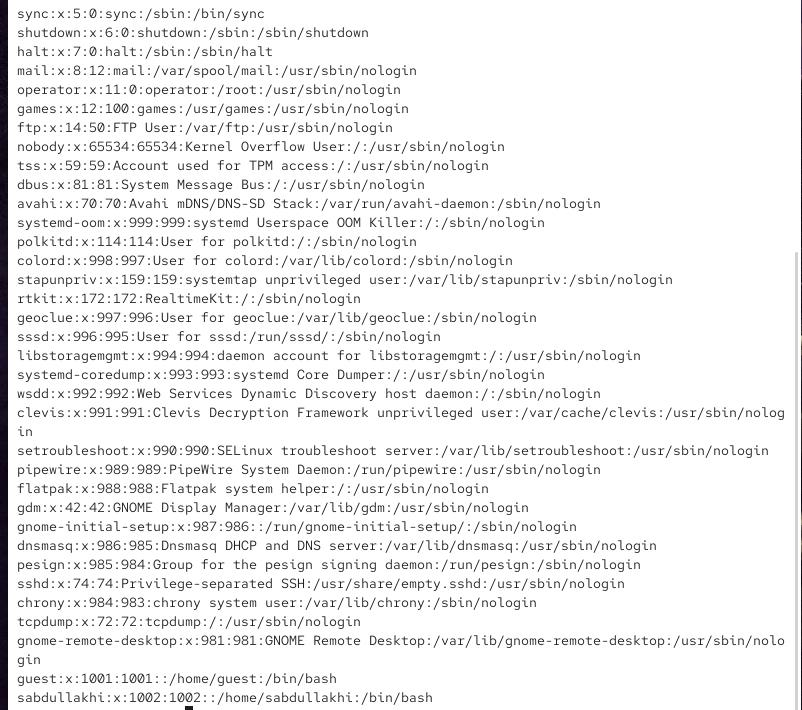 sync:x:5:0:sync:/sbin:/bin/sync
shutdown:x:6:0:shutdown:/sbin:/sbin/shutdown
halt:x:7:0:halt:/sbin:/sbin/halt
mail:x:8:12:mail:/var/spool/mail:/usr/sbin/nologin
operator:x:11:0:operator:/root:/usr/sbin/nologin
games:x:12:100:games:/usr/games:/usr/sbin/nologin
ftp:x:14:50:FTP User:/var/ftp:/usr/sbin/nologin
nobody:x:65534:65534:Kernel Overflow User:/:/usr/sbin/nologin
tss:x:59:59:Account used for TPM access:/:/usr/sbin/nologin
dbus:x:81:81:System Message Bus:/:/usr/sbin/nologin
avahi:x:70:70:Avahi mDNS/DNS-SD Stack:/var/run/avahi-daemon:/sbin/nologin
systemd-oom:x:999:999:systemd Userspace OOM Killer:/:/sbin/nologin
polkitd:x:114:114:User for polkitd:/:/sbin/nologin
colord:x:998:997:User for colord:/var/lib/colord:/sbin/nologin
stapunpriv:x:159:159:systemtap unprivileged user:/var/lib/stapunpriv:/sbin/nologin
rtkit:x:172:172:RealtimeKit:/:/sbin/nologin
geoclue:x:997:996:User for geoclue:/var/lib/geoclue:/sbin/nologin
sssd:x:996:995:User for sssd:/run/sssd/:/sbin/nologin
libstoragemgmt:x:994:994:daemon account for libstoragemgmt:/:/usr/sbin/nologin
systemd-coredump:x:993:993:systemd Core Dumper:/:/usr/sbin/nologin
wsdd:x:992:992:Web Services Dynamic Discovery host daemon:/:/sbin/nologin
clevis:x:991:991:Clevis Decryption Framework unprivileged user:/var/cache/clevis:/usr/sbin/nolog
in
setroubleshoot:x:990:990:SELinux troubleshoot server:/var/lib/setroubleshoot:/usr/sbin/nologin
pipewire:x:989:989:PipeWire System Daemon:/run/pipewire:/usr/sbin/nologin
flatpak:x:988:988:Flatpak system helper:/:/usr/sbin/nologin
gdm:x:42:42:GNOME Display Manager:/var/lib/gdm:/usr/sbin/nologin
gnome-initial-setup:x:987:986::/run/gnome-initial-setup/:/sbin/nologin
dnsmasq:x:986:985:Dnsmasq DHCP and DNS server:/var/lib/dnsmasq:/usr/sbin/nologin
pesign:x:985:984:Group for the pesign signing daemon:/run/pesign:/sbin/nologin
sshd:x:74:74:Privilege-separated SSH:/usr/share/empty.sshd:/usr/sbin/nologin
chrony:x:984:983:chrony system user:/var/lib/chrony:/sbin/nologin
tcpdump:x:72:72:tcpdump:/:/usr/sbin/nologin
gnome-remote-desktop:x:981:981:GNOME Remote Desktop:/var/lib/gnome-remote-desktop:/usr/sbin/nolo
gin
guest:x:1001:1001::/home/guest:/bin/bash
sabdullakhi:x:1002:1002::/home/sabdullakhi:/bin/bash